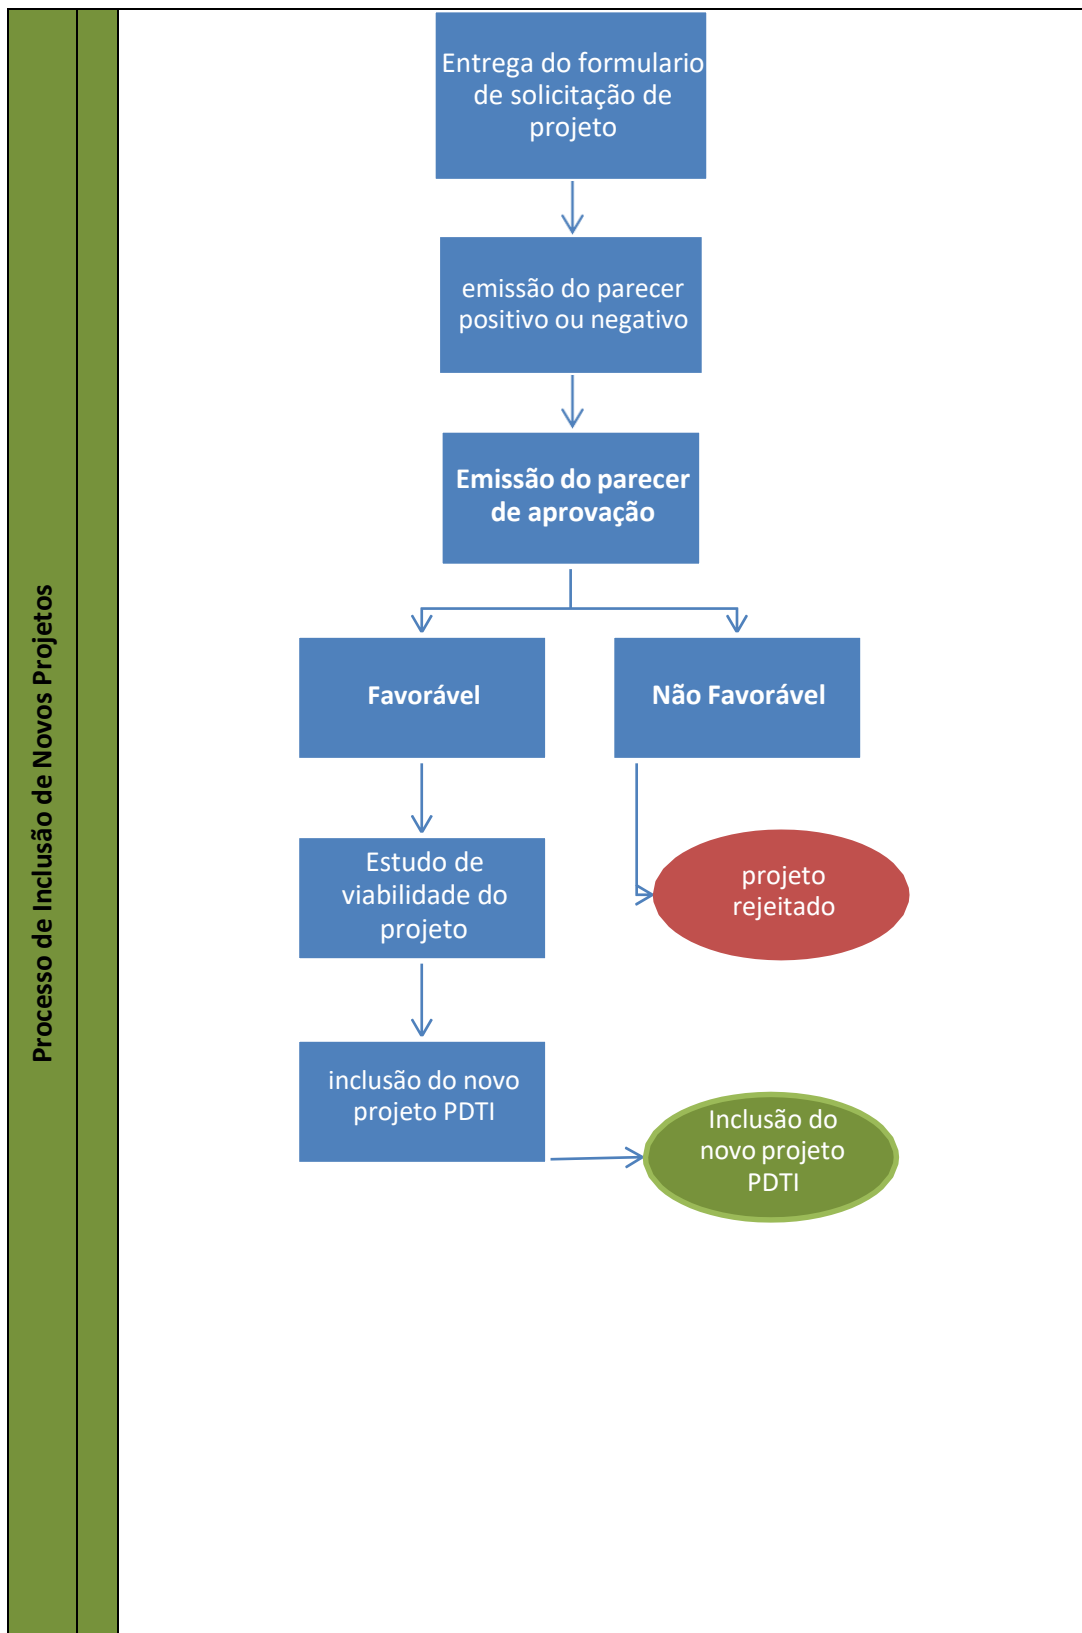 Processo de Inclusão de Novos Projetos
Entrega do formulario
de solicitação de
projeto
emissão do parecer
positivo ou negativo
Emissão do parecer
de aprovação
Favorável
Não Favorável
Estudo de
viabilidade do
projeto
projeto
rejeitado
inclusão do novo
projeto PDTI
Inclusão do
novo projeto
PDTI